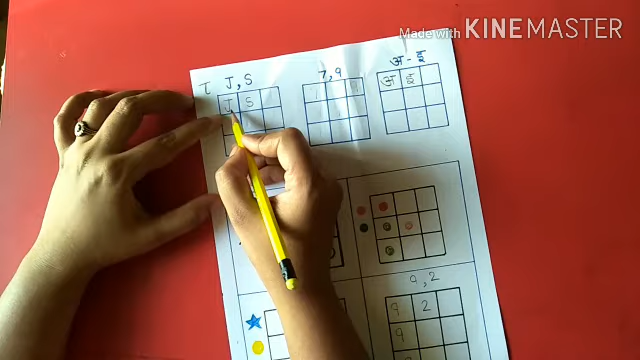 Made with KINEMASTER
J, S
7, 9
अ - इ
J S
अ इ
9, 2
9 2
9